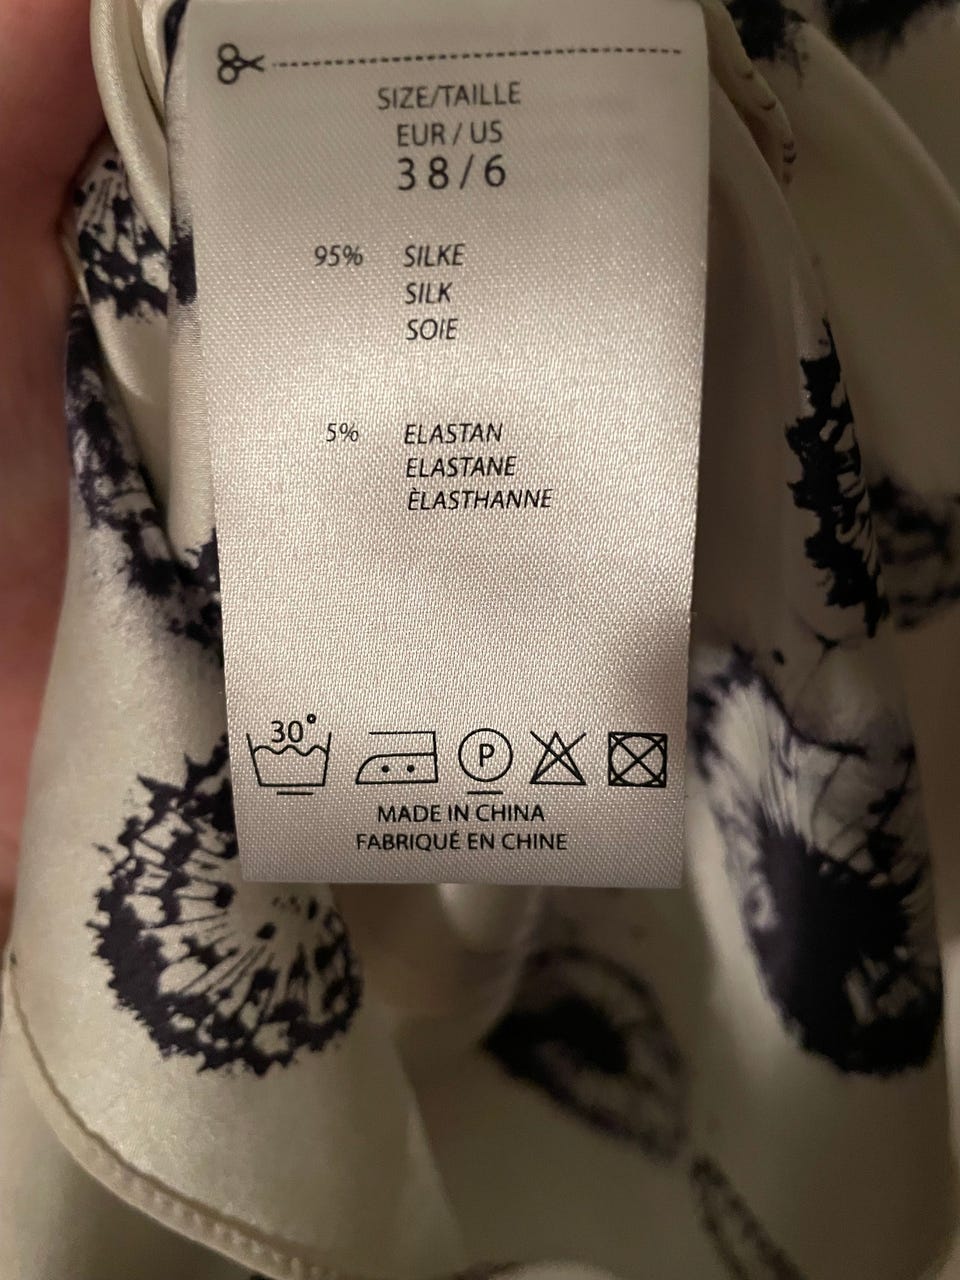 SIZE/TAILLE
EUR / US
38/6
95% SILKE
SILK
SOIE
5% ELASTAN
ELASTANE
ÈLASTHANNE
30°
P
MADE IN CHINA
FABRIQUÉ EN CHINE